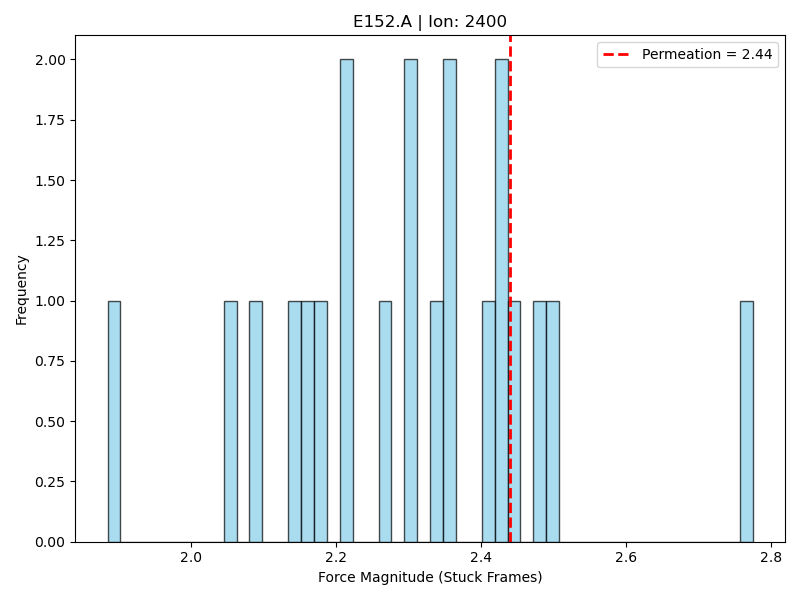 E152.A | Ion: 2400
Permeation = 2.44
2.00
1.75
1.50
1.25
1.00
0.75
0.50
0.25
0.00
Frequency
2.0 2.2 2.4 2.6 2.8
Force Magnitude (Stuck Frames)